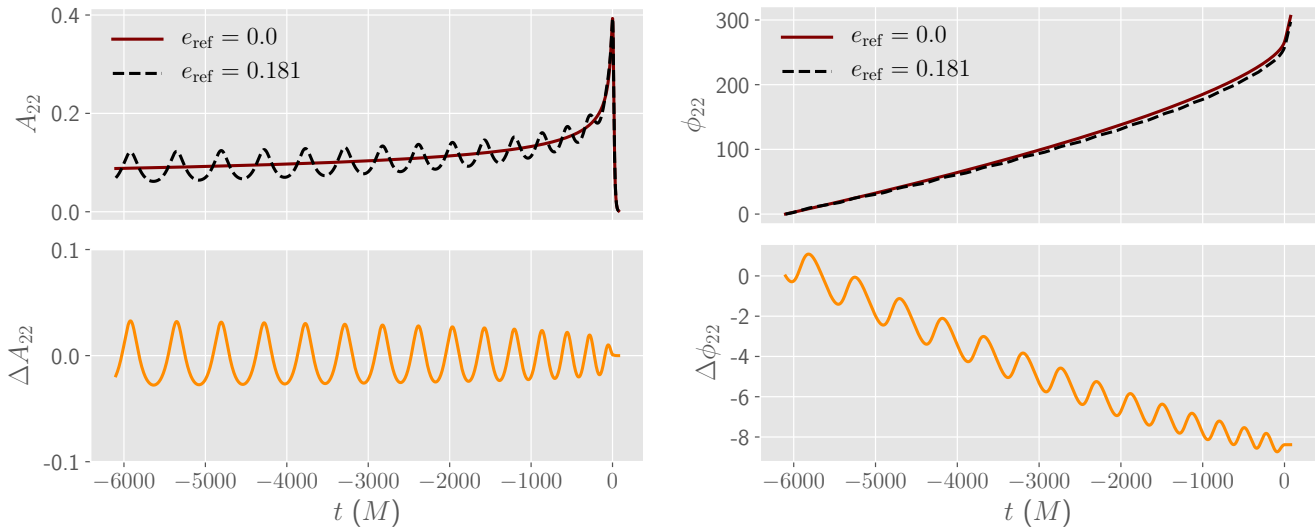 0.4
e_ref = 0.0
e_ref = 0.181
A_22
0.2
0.0
0.1
ΔA_22
0.0
-0.1
−6000 −5000 −4000 −3000 −2000 −1000 0
t (M)
300
e_ref = 0.0
e_ref = 0.181
ϕ_22
200
100
0
0
-2
Δϕ_22
-4
-6
-8
−6000 −5000 −4000 −3000 −2000 −1000 0
t (M)